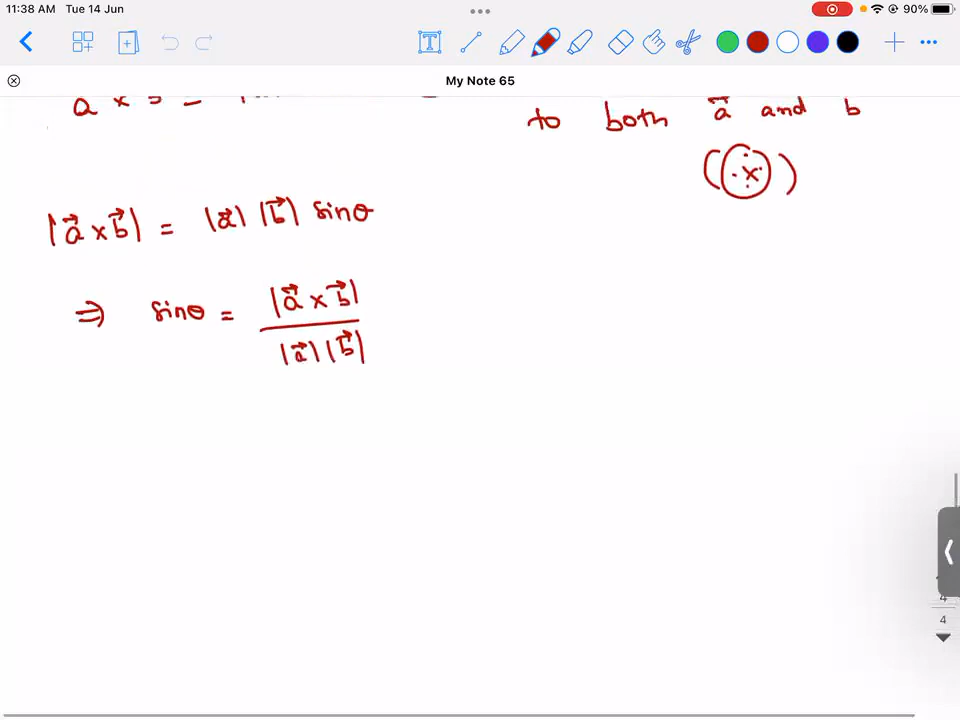 11:38 AM Tue 14 Jun
90%
My Note 65
to both a⃗ and b
(x)
|a⃗ × b⃗| = |a⃗| |b⃗| sinθ
⇒ sinθ = |a⃗ × b⃗|
|a⃗| |b⃗|
4
4